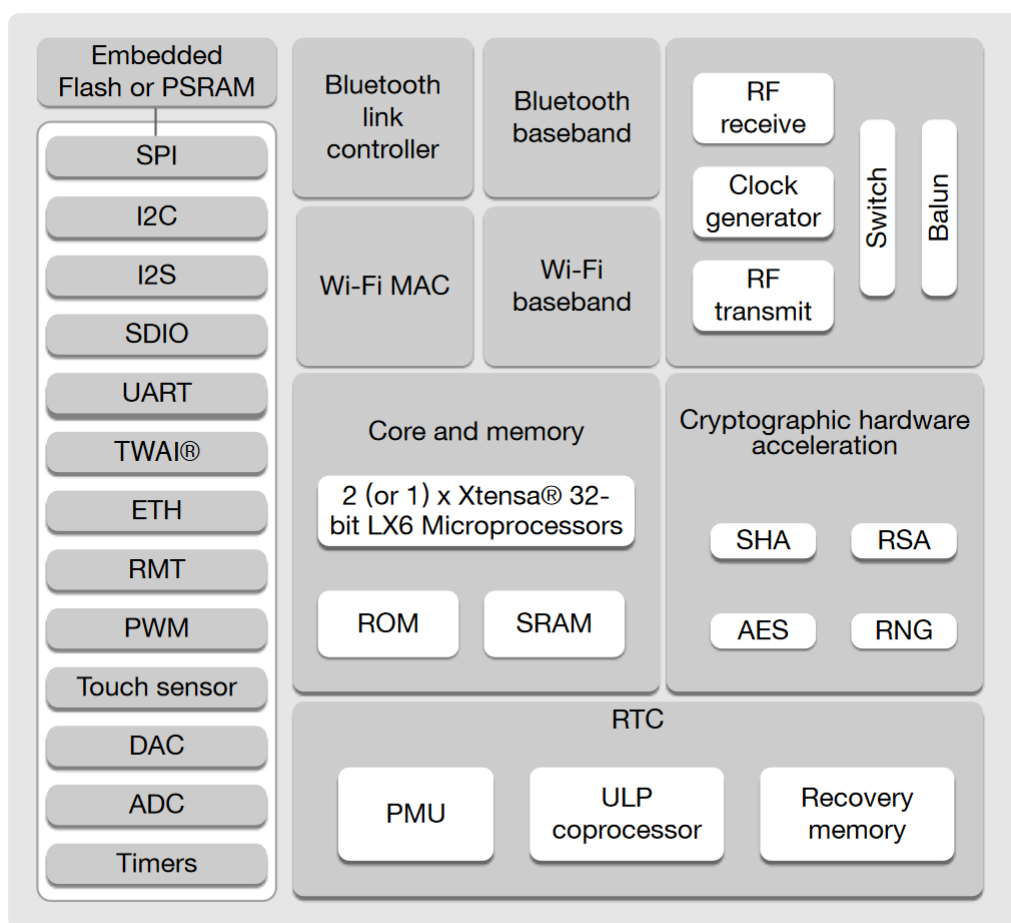 Embedded
Flash or PSRAM
SPI
I2C
I2S
SDIO
UART
TWAI®
ETH
RMT
PWM
Touch sensor
DAC
ADC
Timers
Bluetooth
link
controller
Bluetooth
baseband
Wi-Fi MAC
Wi-Fi
baseband
RF
receive
Clock
generator
RF
transmit
Switch
Balun
Core and memory
2 (or 1) x Xtensa® 32-
bit LX6 Microprocessors
ROM
SRAM
Cryptographic hardware
acceleration
SHA
RSA
AES
RNG
RTC
PMU
ULP
coprocessor
Recovery
memory